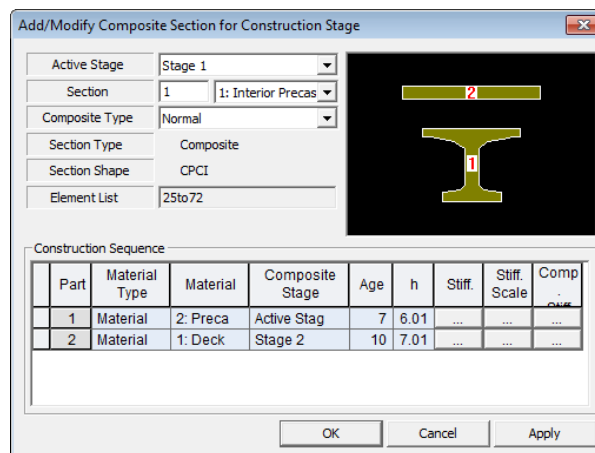 Add/Modify Composite Section for Construction Stage
Active Stage Stage 1
Section 1 1: Interior Precas
Composite Type Normal
Section Type Composite
Section Shape CPCI
Element List 25to72
2
1
Construction Sequence
Part Material Type Material Composite Stage Age h Stiff. Stiff. Scale Comp .
1 Material 2: Preca Active Stag 7 6.01 ... ... ...
2 Material 1: Deck Stage 2 10 7.01 ... ... ...
OK Cancel Apply